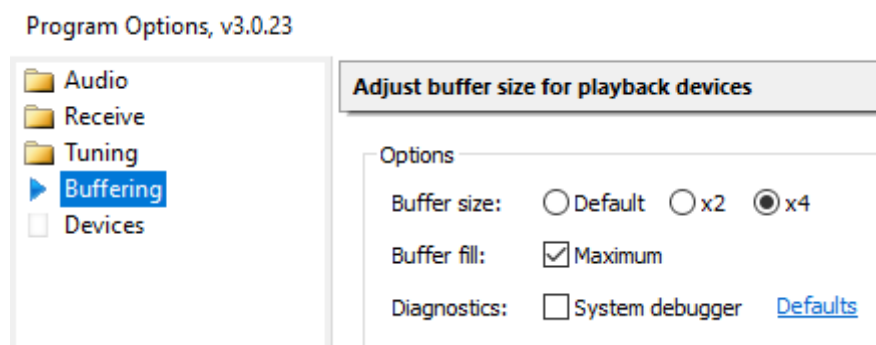 Program Options, v3.0.23
Audio
Receive
Tuning
Buffering
Devices
Adjust buffer size for playback devices
Options
Buffer size: Default x2 x4
Buffer fill: Maximum
Diagnostics: System debugger Defaults